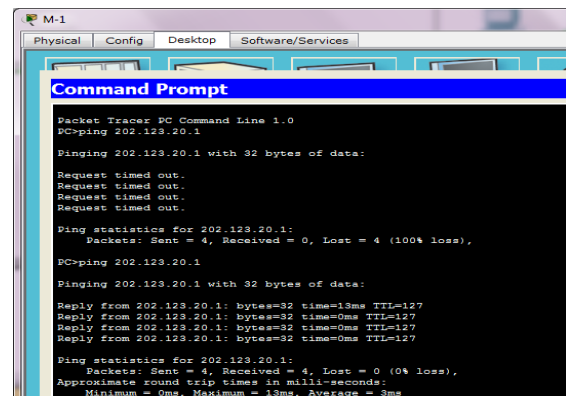 M-1
Physical Config Desktop Software/Services
Command Prompt
Packet Tracer PC Command Line 1.0
PC>ping 202.123.20.1
Pinging 202.123.20.1 with 32 bytes of data:
Request timed out.
Request timed out.
Request timed out.
Request timed out.
Ping statistics for 202.123.20.1:
Packets: Sent = 4, Received = 0, Lost = 4 (100% loss),
PC>ping 202.123.20.1
Pinging 202.123.20.1 with 32 bytes of data:
Reply from 202.123.20.1: bytes=32 time=13ms TTL=127
Reply from 202.123.20.1: bytes=32 time=0ms TTL=127
Reply from 202.123.20.1: bytes=32 time=0ms TTL=127
Reply from 202.123.20.1: bytes=32 time=0ms TTL=127
Ping statistics for 202.123.20.1:
Packets: Sent = 4, Received = 4, Lost = 0 (0% loss),
Approximate round trip times in milli-seconds:
Minimum = 0ms, Maximum = 13ms, Average = 3ms